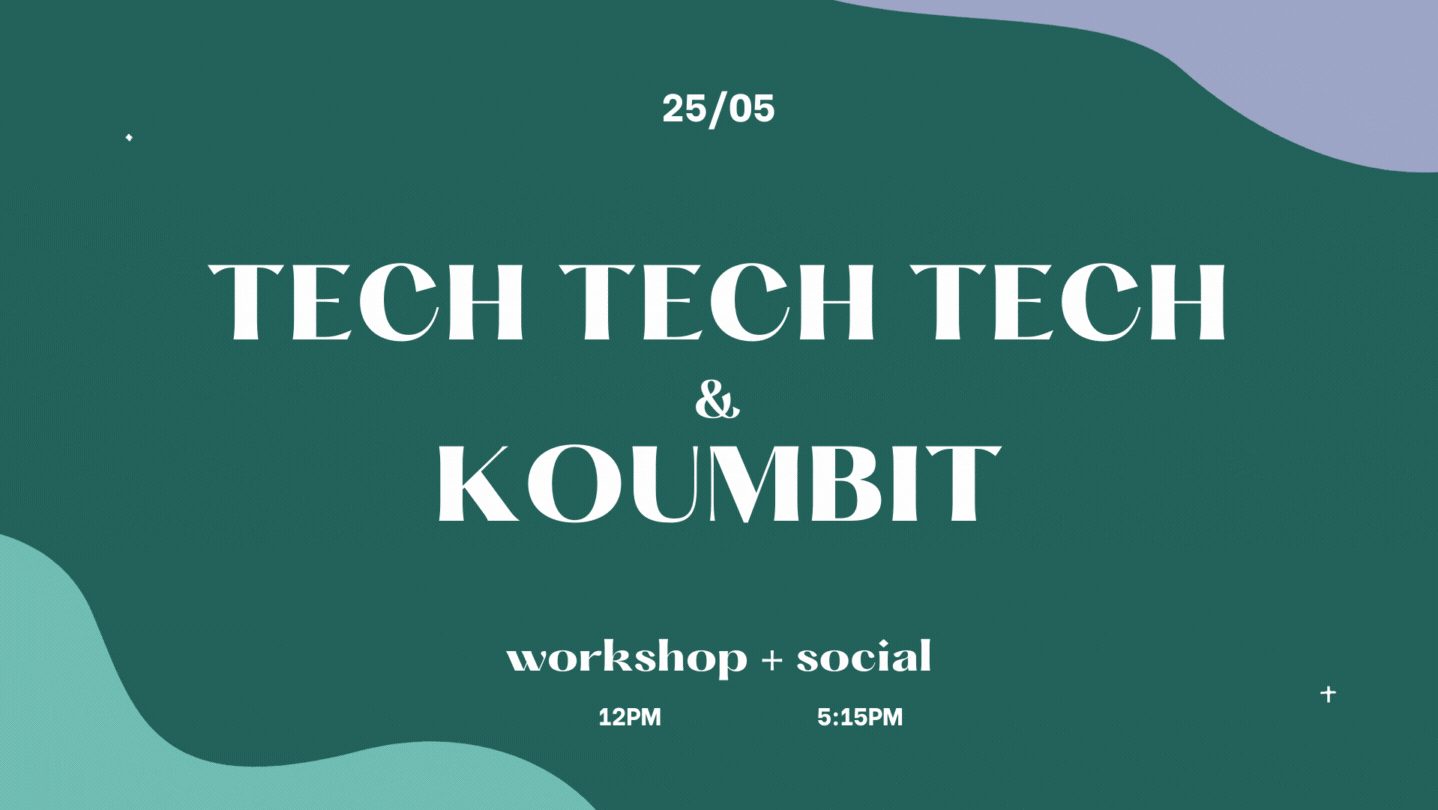 25/05
TECH TECH TECH
&
KOUMBIT
workshop + social
12PM 5:15PM